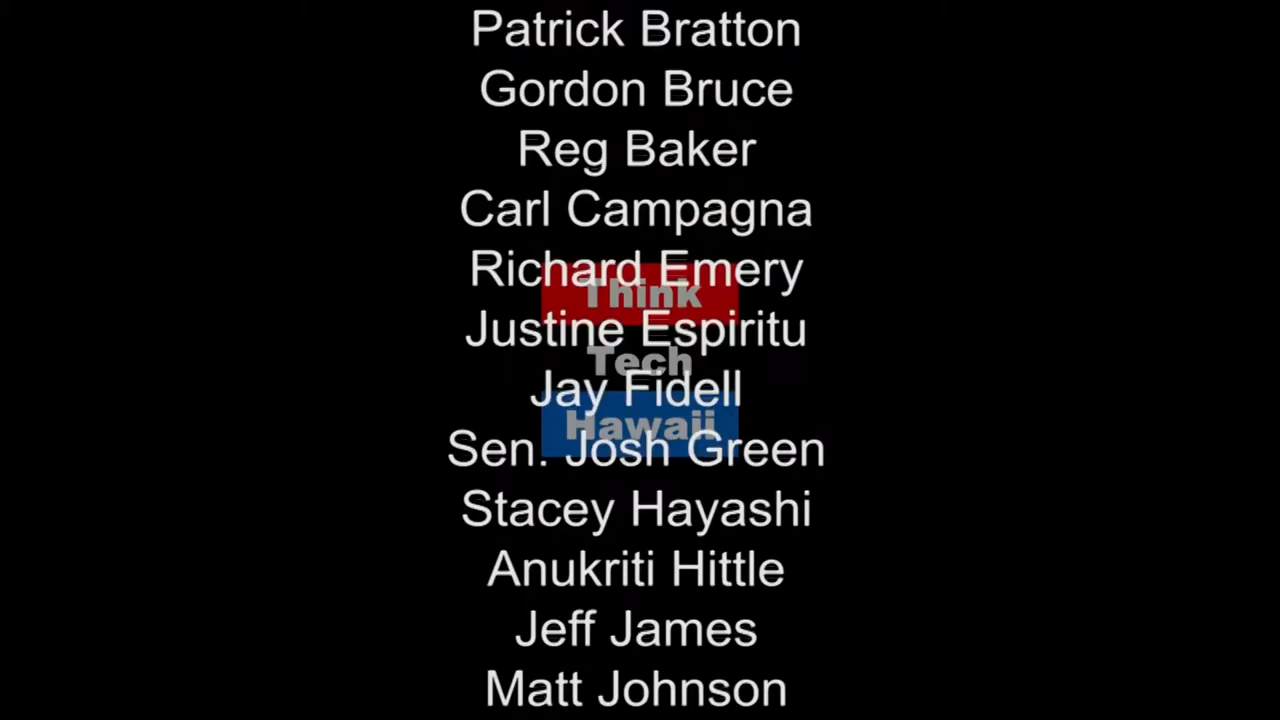 Patrick Bratton
Gordon Bruce
Reg Baker
Carl Campagna
Richard Emery
Think
Justine Espiritu
Tech
Jay Fidell
Hawaii
Sen. Josh Green
Stacey Hayashi
Anukriti Hittle
Jeff James
Matt Johnson